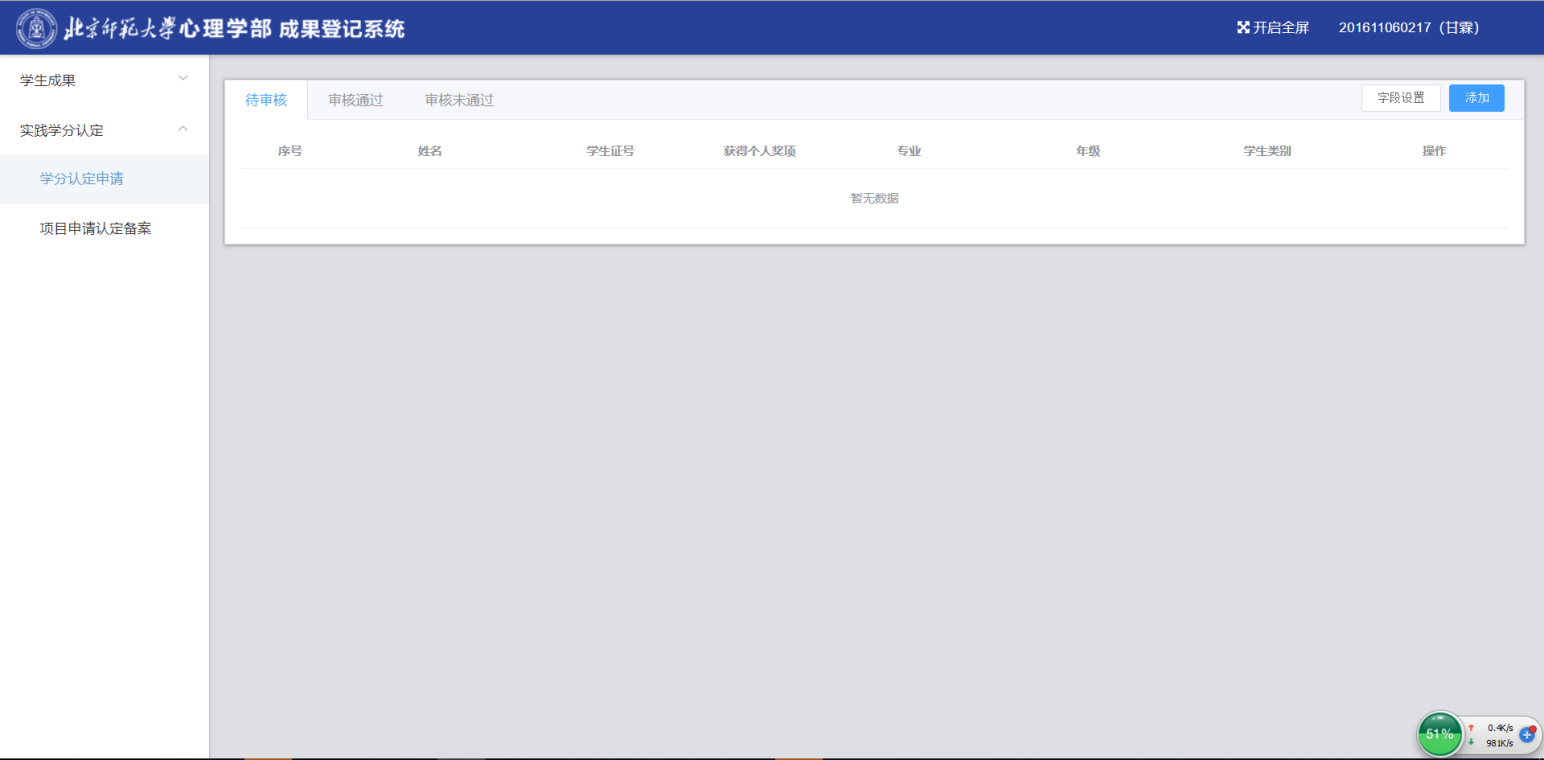 北京师范大学心理学部 成果登记系统
开启全屏 201611060217（甘霖）
学生成果
实践学分认定
学分认定申请
项目申请认定备案
待审核 审核通过 审核未通过 字段设置 添加
序号 姓名 学生证号 获得个人奖项 专业 年级 学生类别 操作
暂无数据
51% 0.4K/s
981K/s